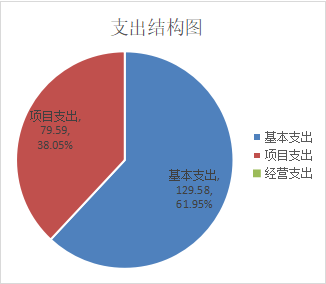 支出结构图
项目支出,
79.59,
38.05%
基本支出,
129.58,
61.95%
基本支出
项目支出
经营支出